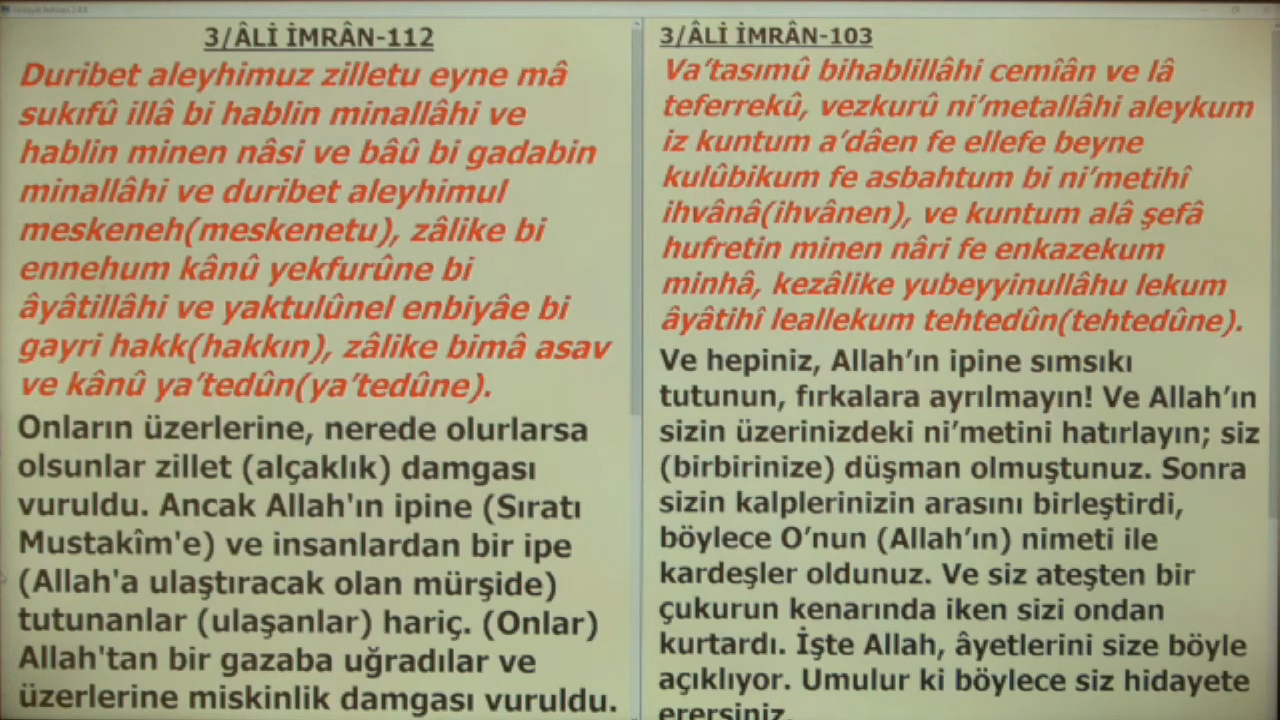 3/ÂLİ İMRÂN-112
Duribet aleyhimuz zilletu eyne mâ
sukıfû illâ bi hablin minallâhi ve
hablin minen nâsi ve bâû bi gadabin
minallâhi ve duribet aleyhimul
meskeneh(meskenetu), zâlike bi
ennehum kânû yekfurûne bi
âyâtillâhi ve yaktulûnel enbiyâe bi
gayri hakk(hakkın), zâlike bimâ asav
ve kânû ya’tedûn(ya’tedûne).
Onların üzerlerine, nerede olurlarsa
olsunlar zillet (alçaklık) damgası
vuruldu. Ancak Allah'ın ipine (Sıratı
Mustakîm'e) ve insanlardan bir ipe
(Allah'a ulaştıracak olan mürşide)
tutunanlar (ulaşanlar) hariç. (Onlar)
Allah'tan bir gazaba uğradılar ve
üzerlerine miskinlik damgası vuruldu.
3/ÂLİ İMRÂN-103
Va’tasımû bihablillâhi cemîân ve lâ
teferrekû, vezkurû ni’metallâhi aleykum
iz kuntum a’dâen fe ellefe beyne
kulûbikum fe asbahtum bi ni’metihî
ihvânâ(ihvânen), ve kuntum alâ şefâ
hufretin minen nâri fe enkazekum
minhâ, kezâlike yubeyyinullâhu lekum
âyâtihî leallekum tehtedûn(tehtedûne).
Ve hepiniz, Allah’ın ipine sımsıkı
tutunun, fırkalara ayrılmayın! Ve Allah’ın
sizin üzerinizdeki ni’metini hatırlayın; siz
(birbirinize) düşman olmuştunuz. Sonra
sizin kalplerinizin arasını birleştirdi,
böylece O’nun (Allah’ın) nimeti ile
kardeşler oldunuz. Ve siz ateşten bir
çukurun kenarında iken sizi ondan
kurtardı. İşte Allah, âyetlerini size böyle
açıklıyor. Umulur ki böylece siz hidayete
erersiniz.